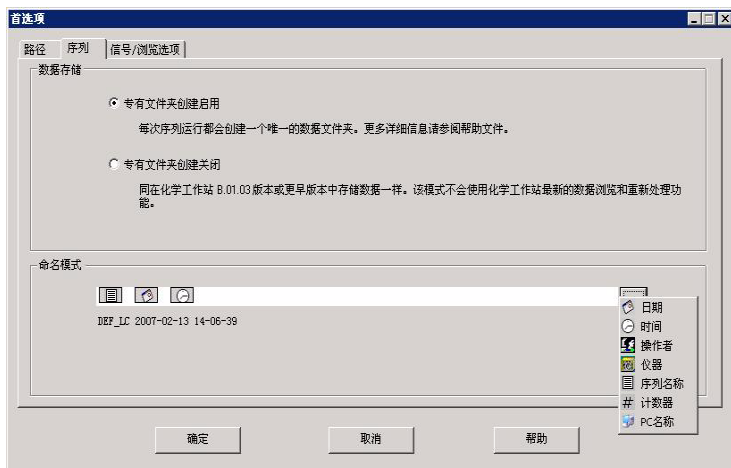 首选项
路径 序列 信号/浏览选项
数据存储
专有文件夹创建启用
每次序列运行都会创建一个唯一的数据文件夹。更多详细信息请参阅帮助文件。
专有文件夹创建关闭
同在化学工作站 B.01.03 版本或更早版本中存储数据一样。该模式不会使用化学工作站最新的数据浏览和重新处理功
能。
命名模式
DEF_LC 2007-02-13 14-06-39
日期
时间
操作者
仪器
序列名称
# 计数器
PC名称
确定 取消 帮助